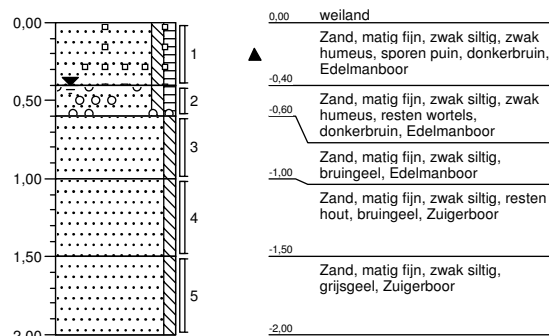 0,00
0,50
1,00
1,50
2,00
1
2
3
4
5
0,00 weiland
Zand, matig fijn, zwak siltig, zwak
humeus, sporen puin, donkerbruin,
Edelmanboor
-0,40
Zand, matig fijn, zwak siltig, zwak
humeus, resten wortels,
donkerbruin, Edelmanboor
-0,60
Zand, matig fijn, zwak siltig,
bruingeel, Edelmanboor
-1,00
Zand, matig fijn, zwak siltig, resten
hout, bruingeel, Zuigerboor
-1,50
Zand, matig fijn, zwak siltig,
grijsgeel, Zuigerboor
-2,00